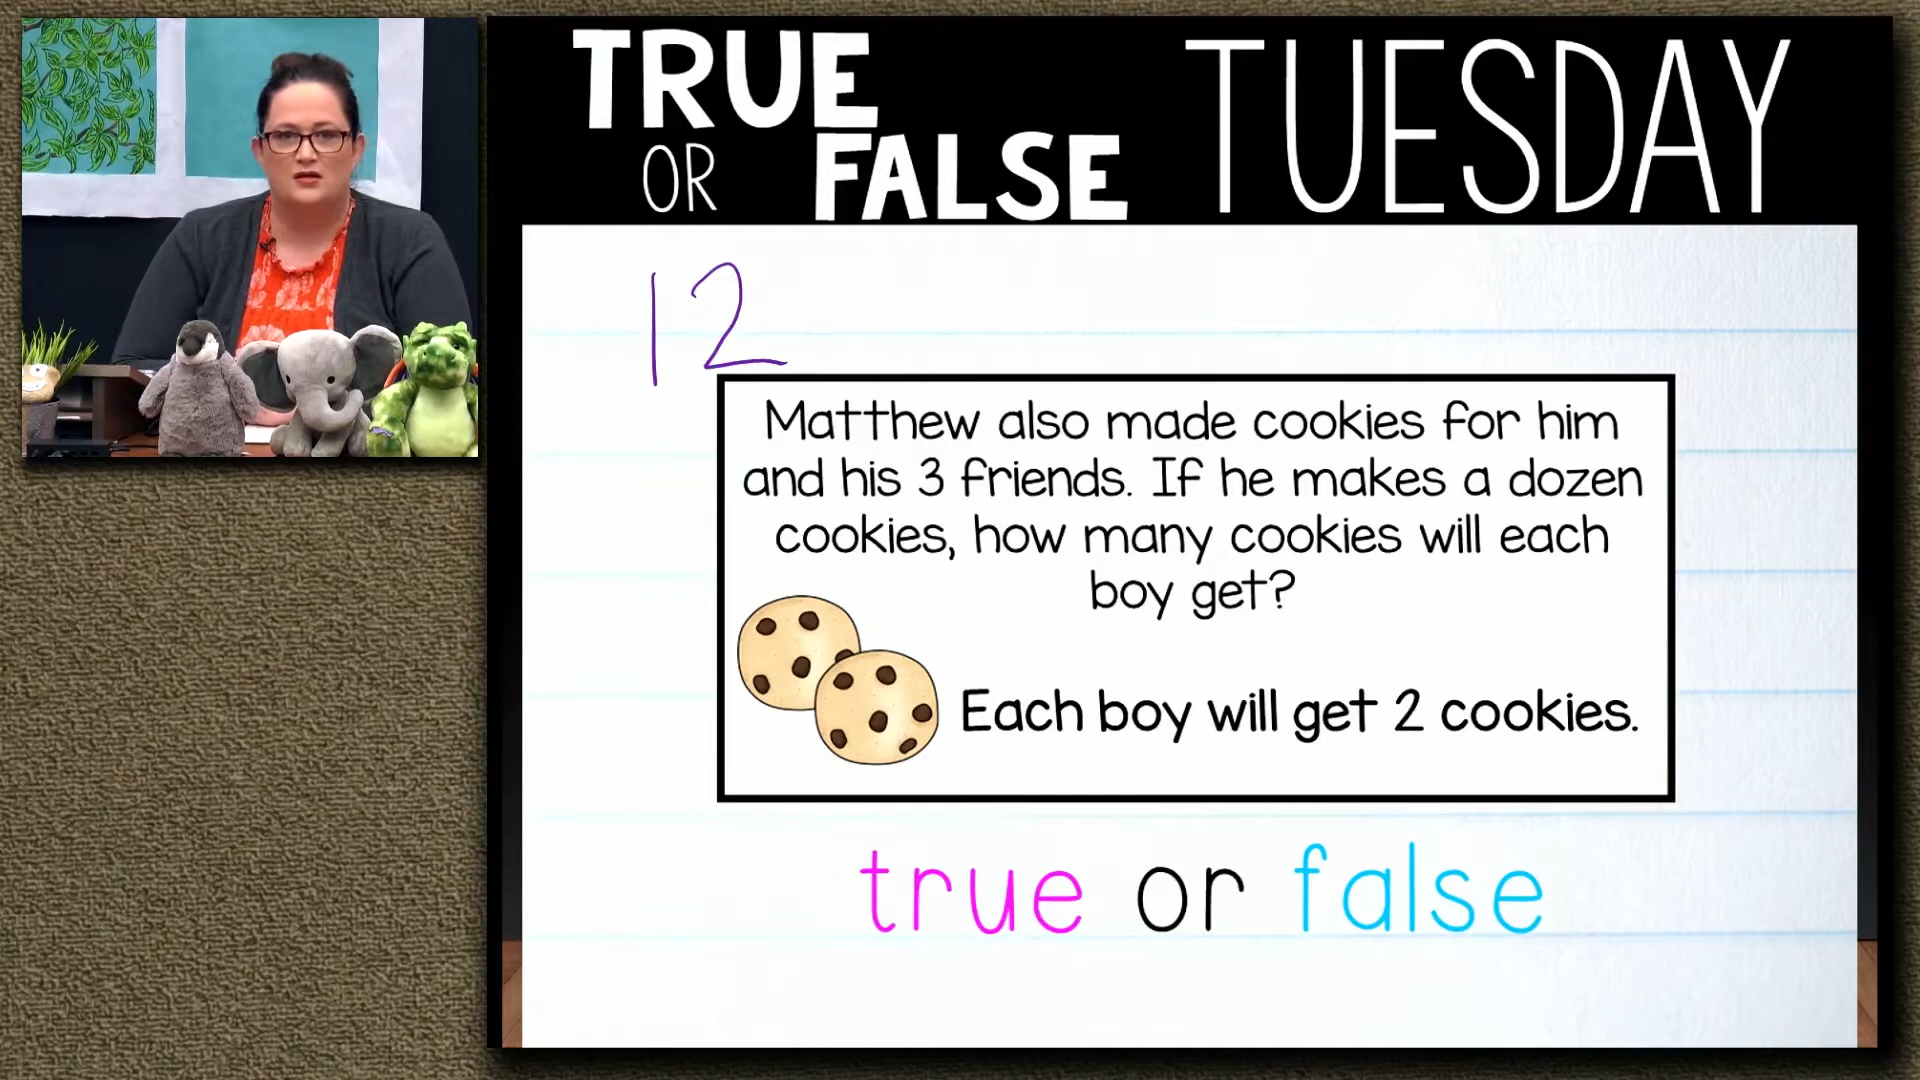 TRUE
OR FALSE
TUESDAY
12
Matthew also made cookies for him
and his 3 friends. If he makes a dozen
cookies, how many cookies will each
boy get?
Each boy will get 2 cookies.
true or false